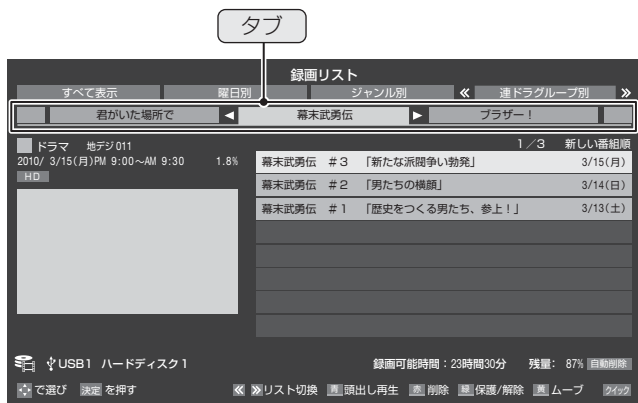 タブ
録画リスト
すべて表示 曜日別 ジャンル別 ≪ 連ドラグループ別 ≫
君がいた場所で ◀ 幕末武勇伝 ▶ ブラザー！
ドラマ 地デジ011 1／3 新しい番組順
2010/ 3/15(月)PM 9:00～AM 9:30 1.8%
HD
幕末武勇伝 ＃３ 「新たな派閥争い勃発」 3/15(月)
幕末武勇伝 ＃２ 「男たちの横顔」 3/14(日)
幕末武勇伝 ＃１ 「歴史をつくる男たち、参上！」 3/13(土)
USB1 ハードディスク1 録画可能時間：23時間30分 残量： 87% 自動削除
で選び 決定 を押す ≪ ≫リスト切換 青 頭出し再生 赤 削除 緑 保護/解除 黄 ムーブ クイック